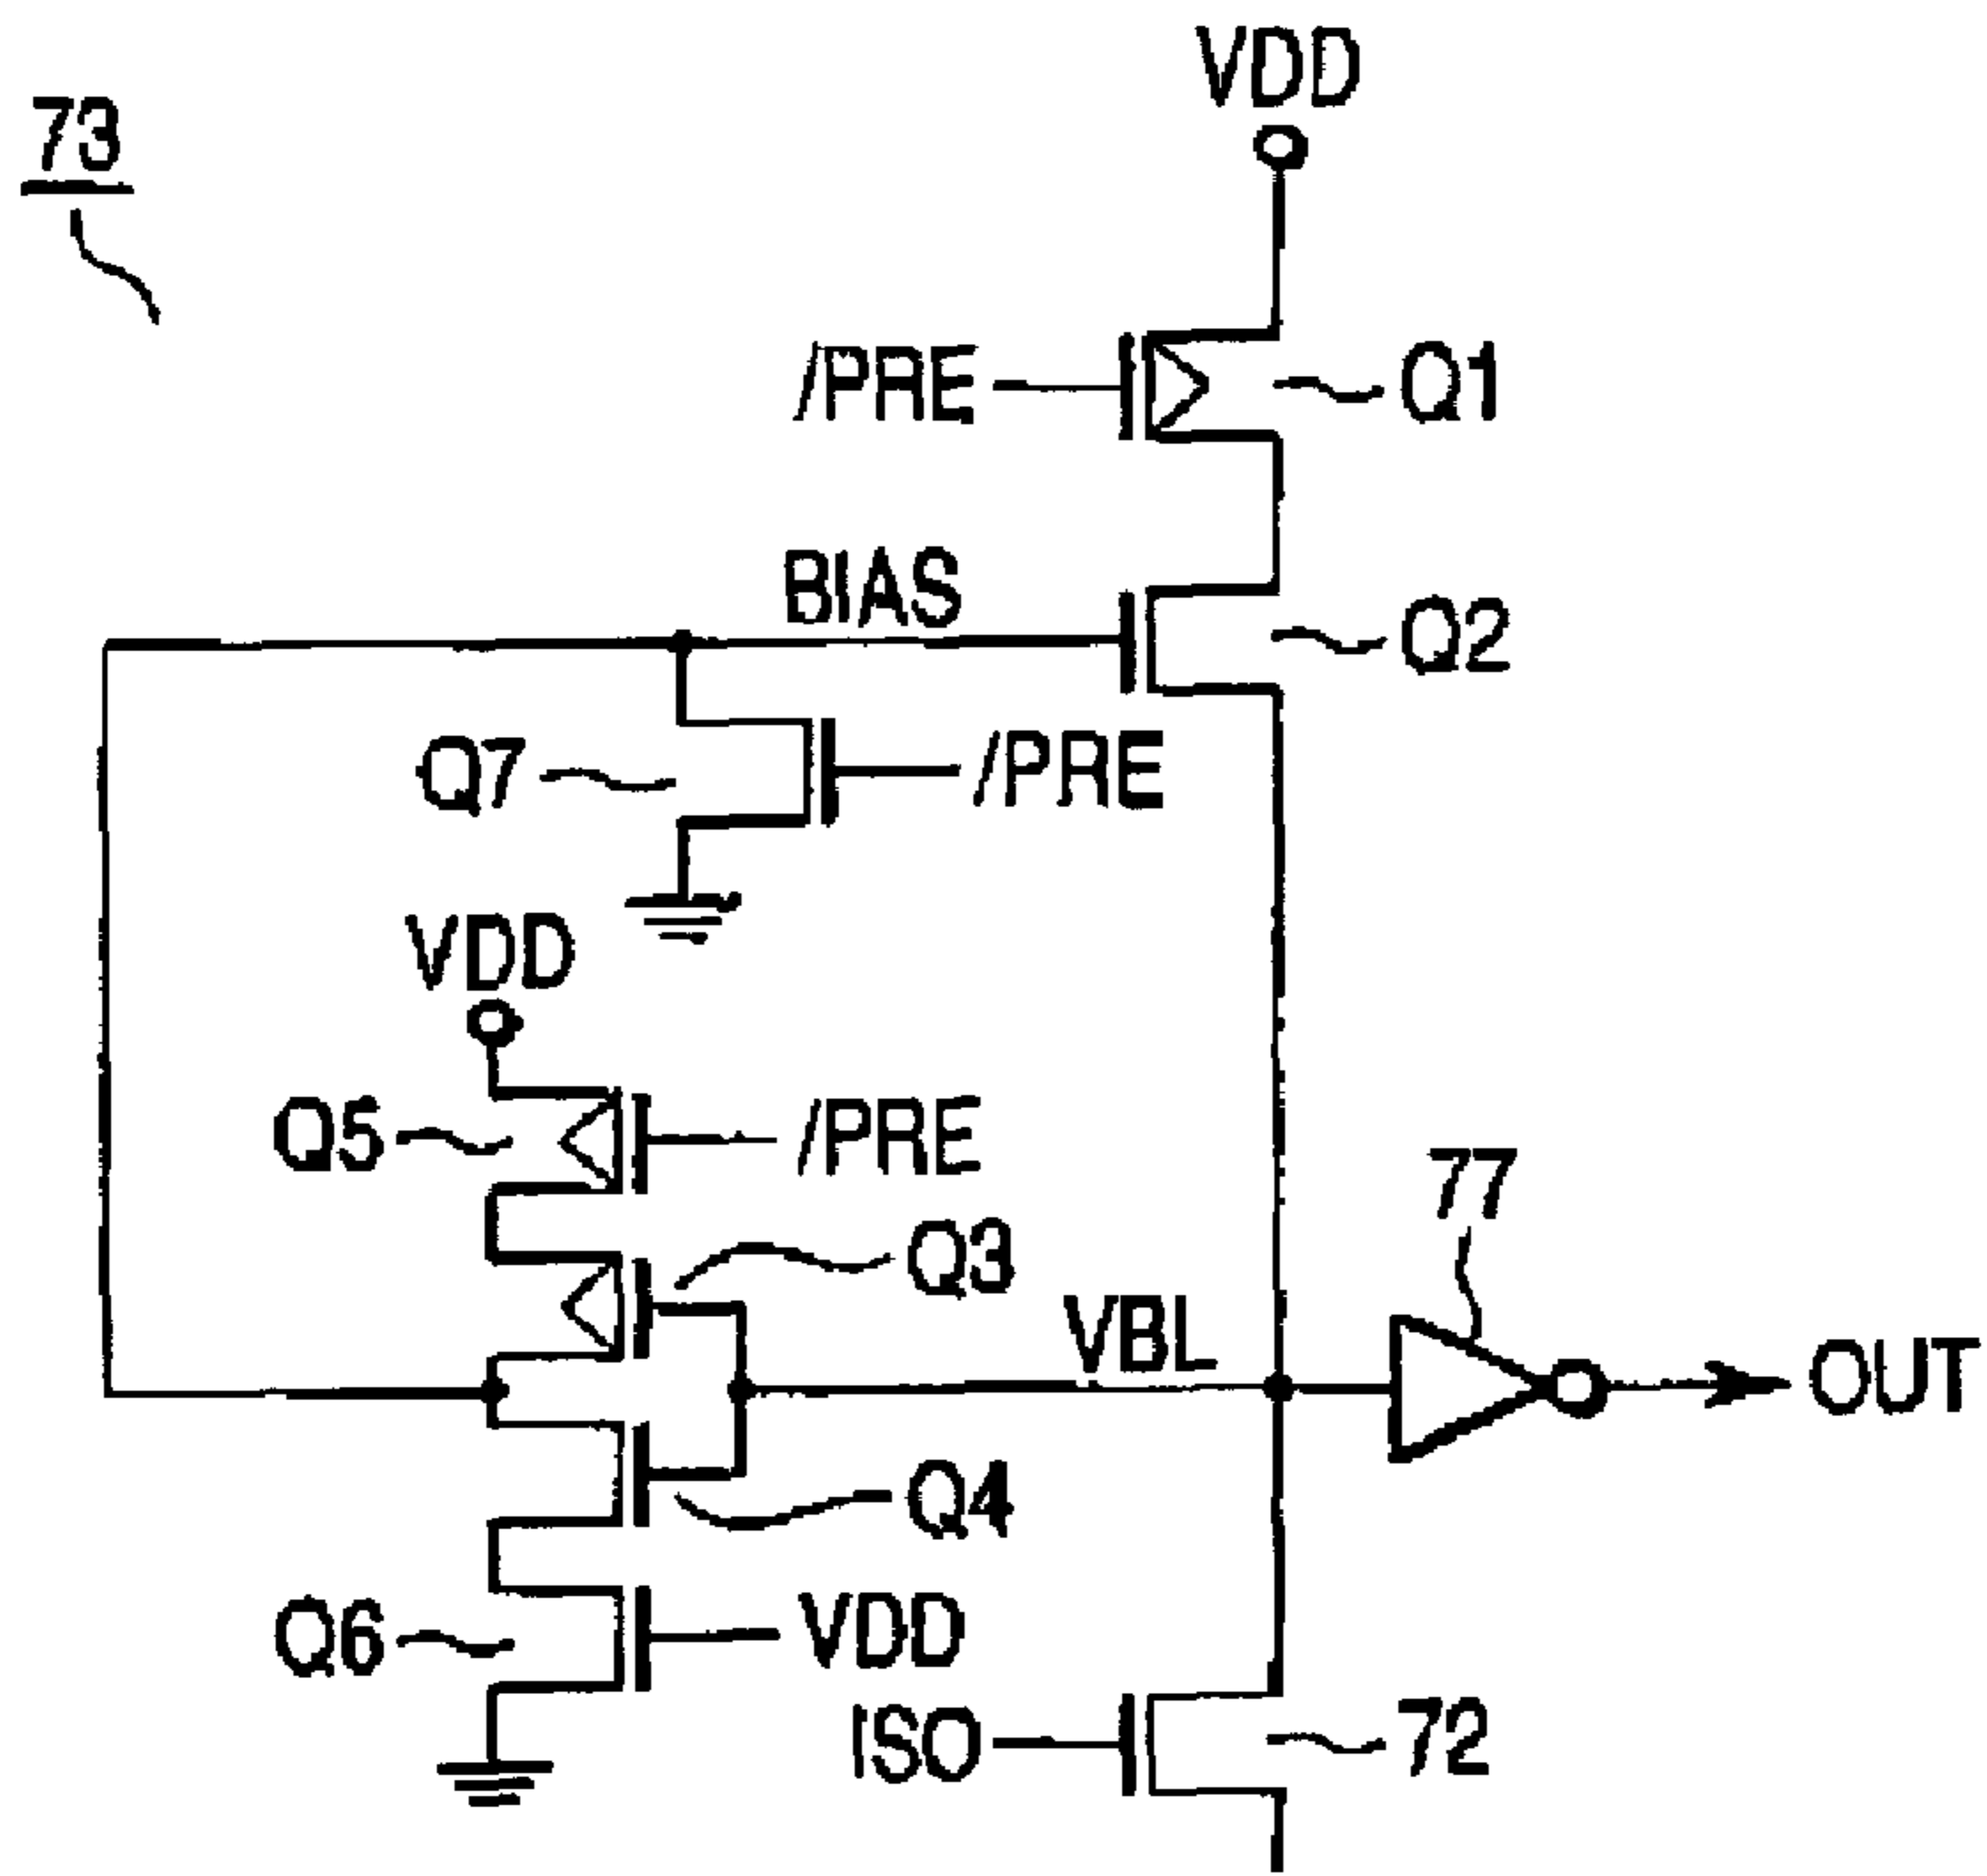 VDD
73
/PRE
Q1
BIAS
Q2
Q7
/PRE
VDD
Q5
/PRE
77
Q3
VBL
OUT
Q4
Q6
VDD
ISO
72